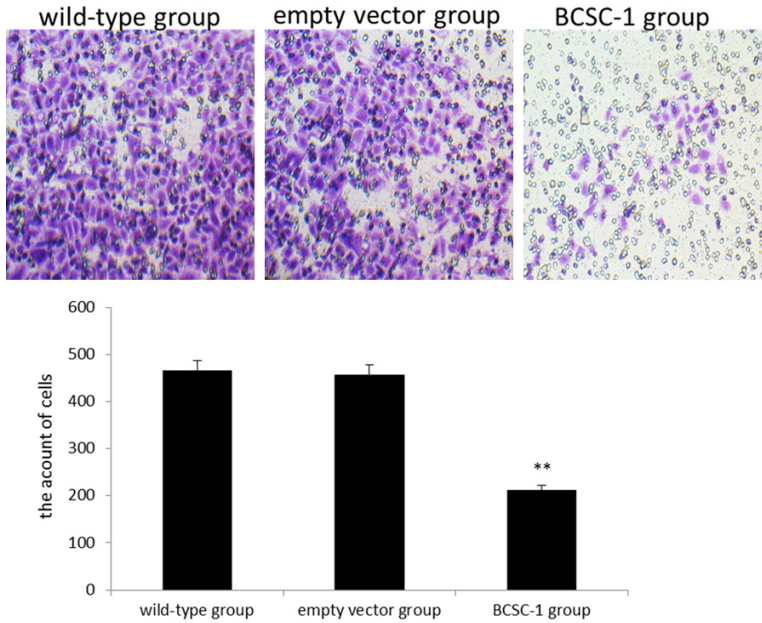 wild-type group empty vector group BCSC-1 group
600
500
400
300
200
100
0
the acount of cells
**
wild-type group empty vector group BCSC-1 group